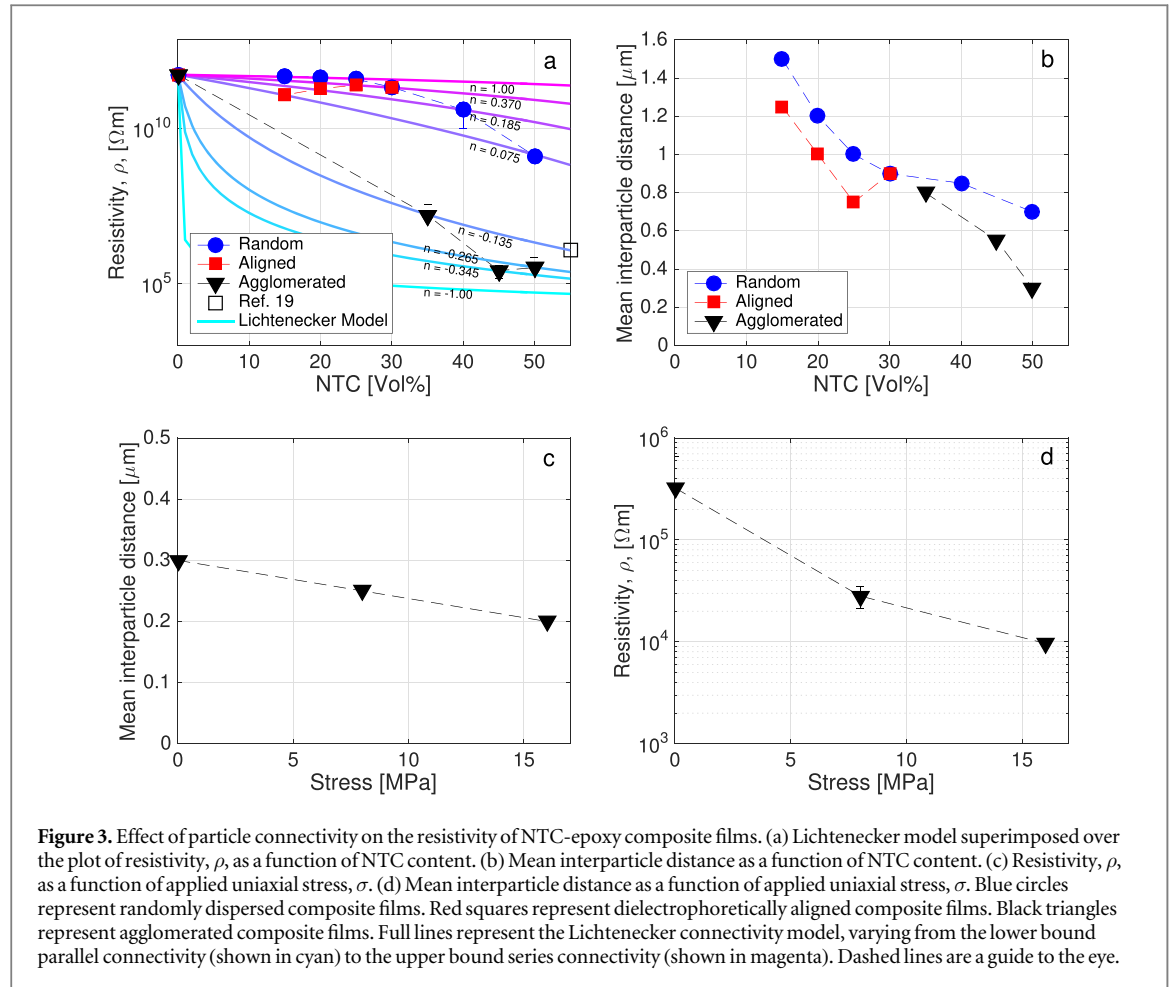 a
Resistivity, ρ, [Ωm]
10^10
10^5
n = 1.00
n = 0.370
n = 0.185
n = 0.075
n = -0.135
n = -0.265
n = -0.345
n = -1.00
Random
Aligned
Agglomerated
Ref. 19
Lichtenecker Model
0 10 20 30 40 50
NTC [Vol%]
b
Mean interparticle distance [μm]
1.6
1.4
1.2
1
0.8
0.6
0.4
0.2
0
Random
Aligned
Agglomerated
0 10 20 30 40 50
NTC [Vol%]
c
Mean interparticle distance [μm]
0.5
0.4
0.3
0.2
0.1
0
0 5 10 15
Stress [MPa]
d
Resistivity, ρ, [Ωm]
10^6
10^5
10^4
10^3
0 5 10 15
Stress [MPa]
Figure 3. Effect of particle connectivity on the resistivity of NTC-epoxy composite films. (a) Lichtenecker model superimposed over
the plot of resistivity, ρ, as a function of NTC content. (b) Mean interparticle distance as a function of NTC content. (c) Resistivity, ρ,
as a function of applied uniaxial stress, σ. (d) Mean interparticle distance as a function of applied uniaxial stress, σ. Blue circles
represent randomly dispersed composite films. Red squares represent dielectrophoretically aligned composite films. Black triangles
represent agglomerated composite films. Full lines represent the Lichtenecker connectivity model, varying from the lower bound
parallel connectivity (shown in cyan) to the upper bound series connectivity (shown in magenta). Dashed lines are a guide to the eye.